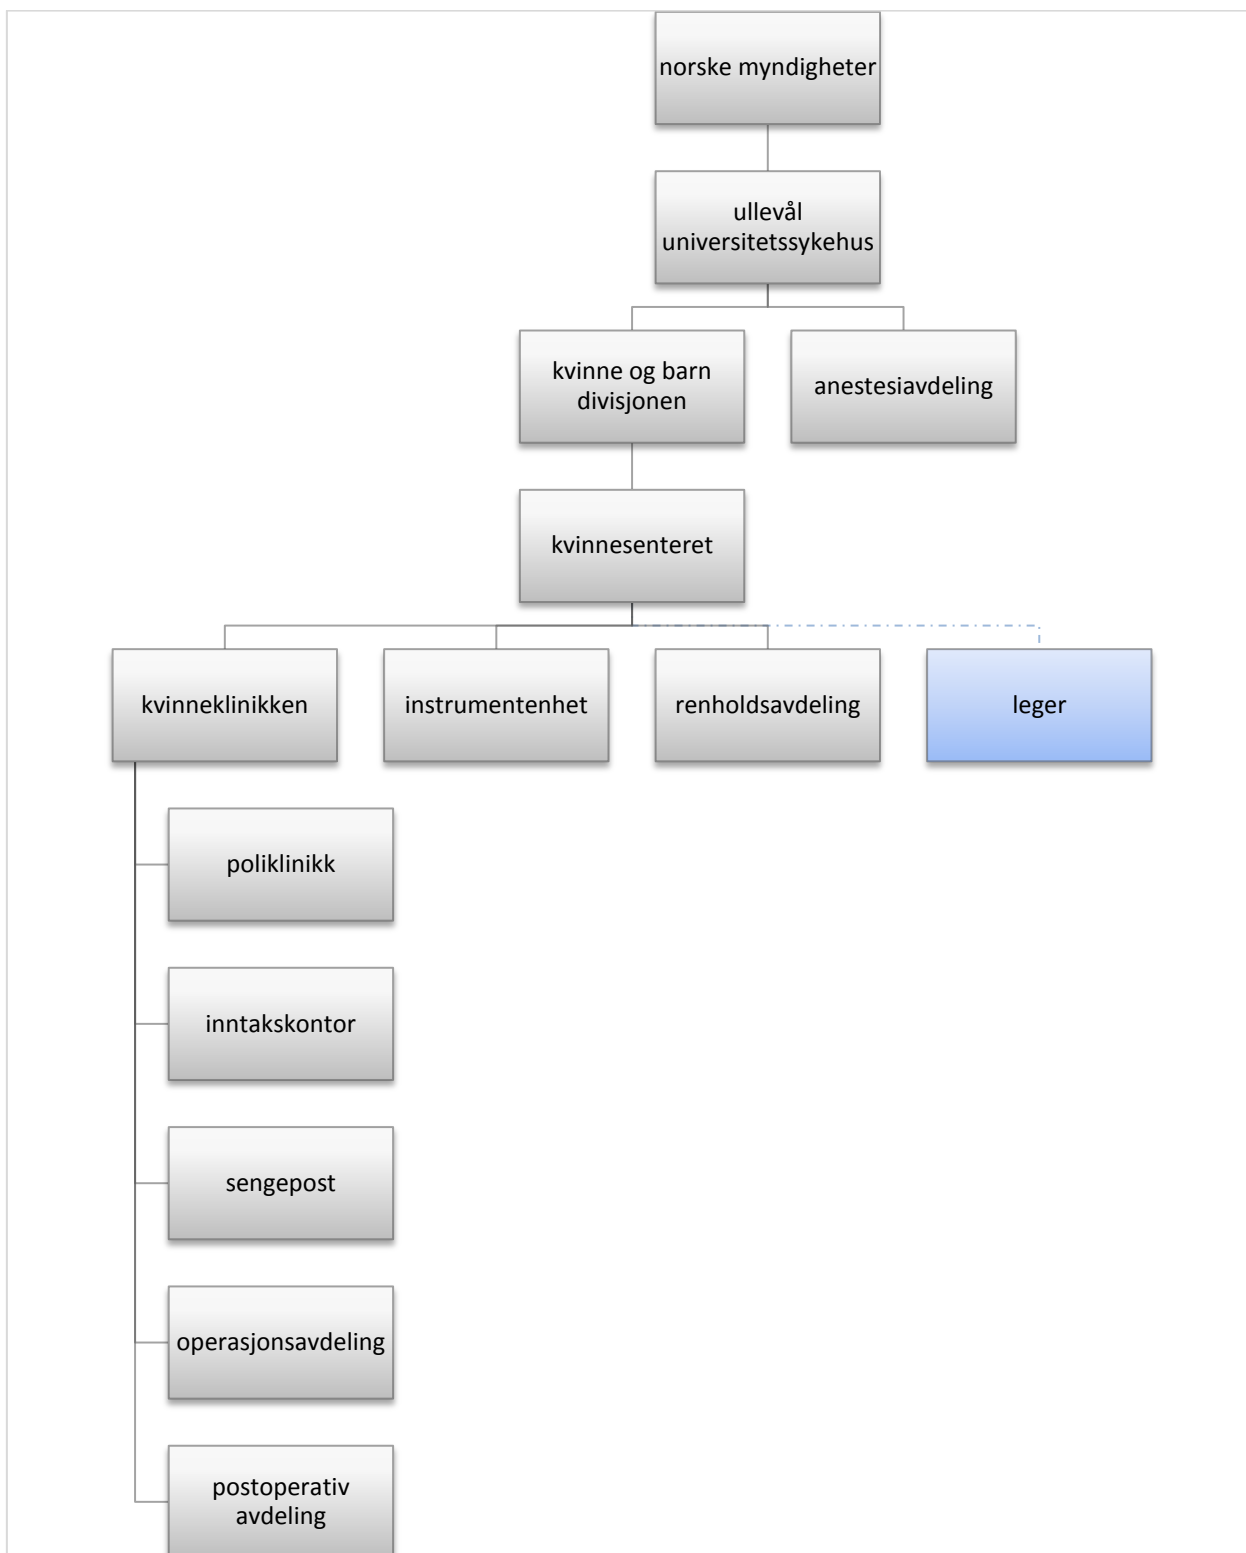 norske myndigheter
ullevål
universitetssykehus
kvinne og barn
divisjonen
anestesiavdeling
kvinnesenteret
kvinneklinikken
instrumentenhet
renholdsavdeling
leger
poliklinikk
inntakskontor
sengepost
operasjonsavdeling
postoperativ
avdeling